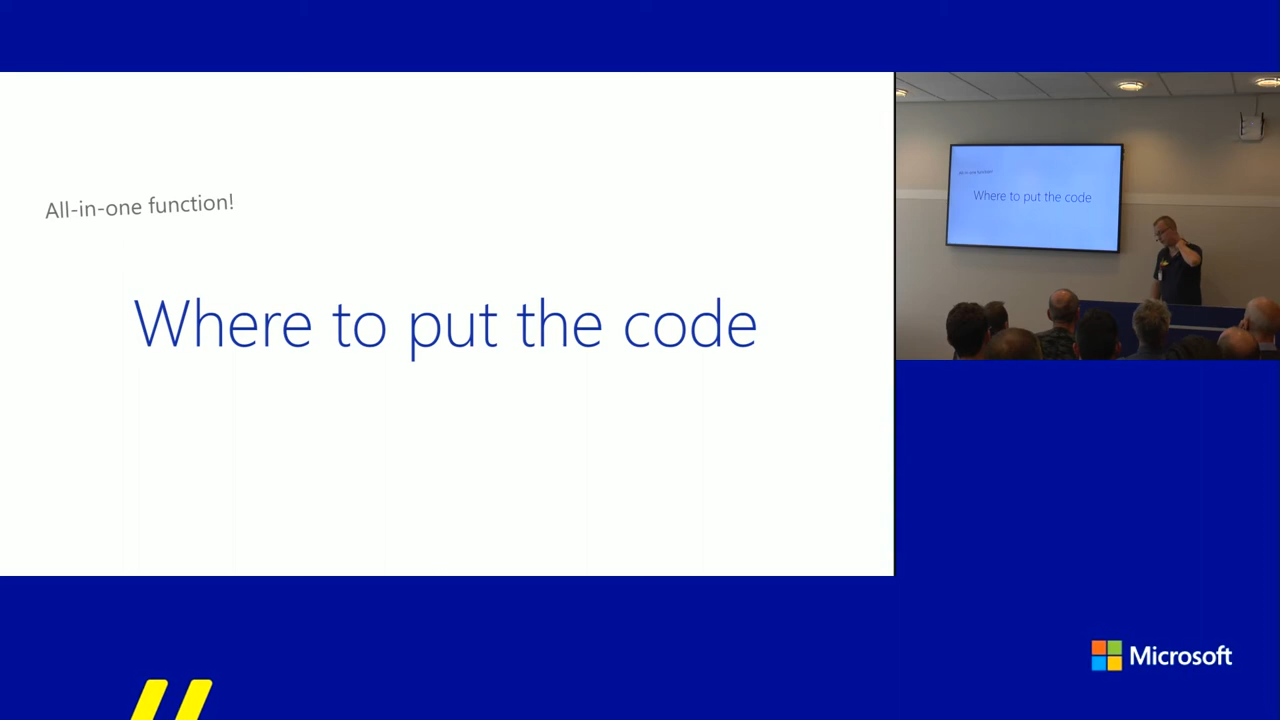 All-in-one function!
Where to put the code
Where to put the code
Microsoft